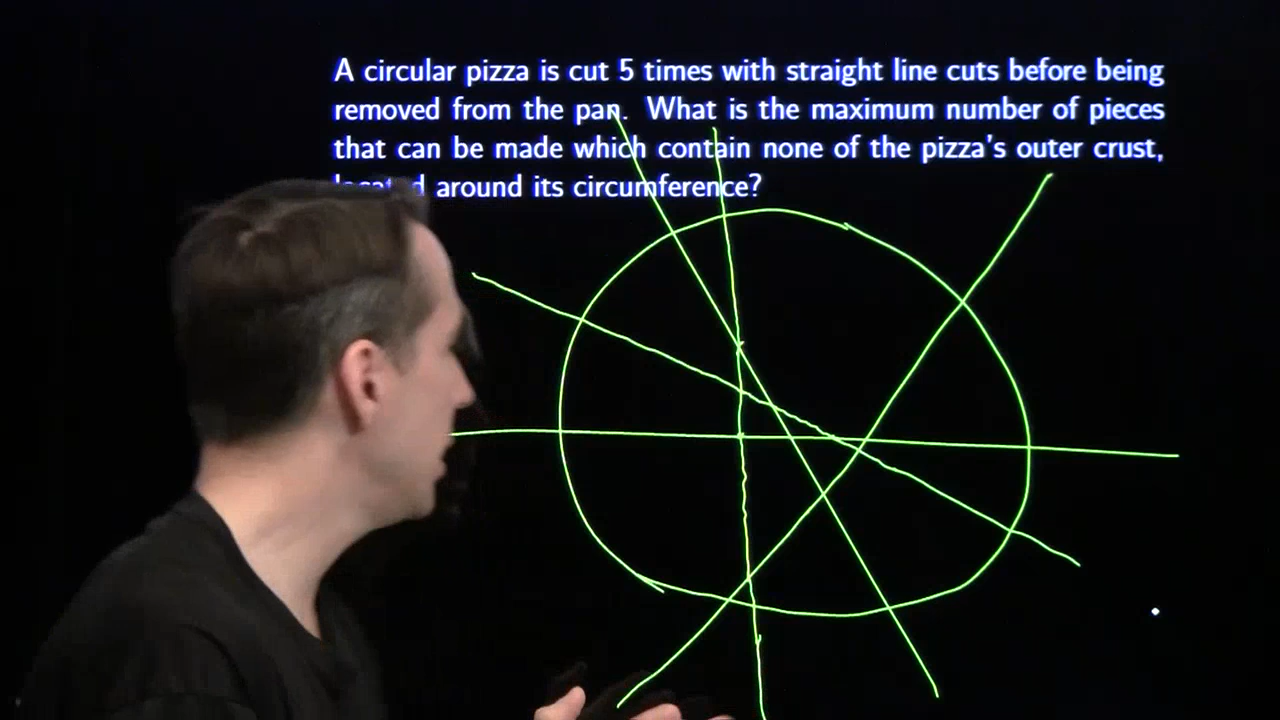 A circular pizza is cut 5 times with straight line cuts before being
removed from the pan. What is the maximum number of pieces
that can be made which contain none of the pizza's outer crust,
located around its circumference?